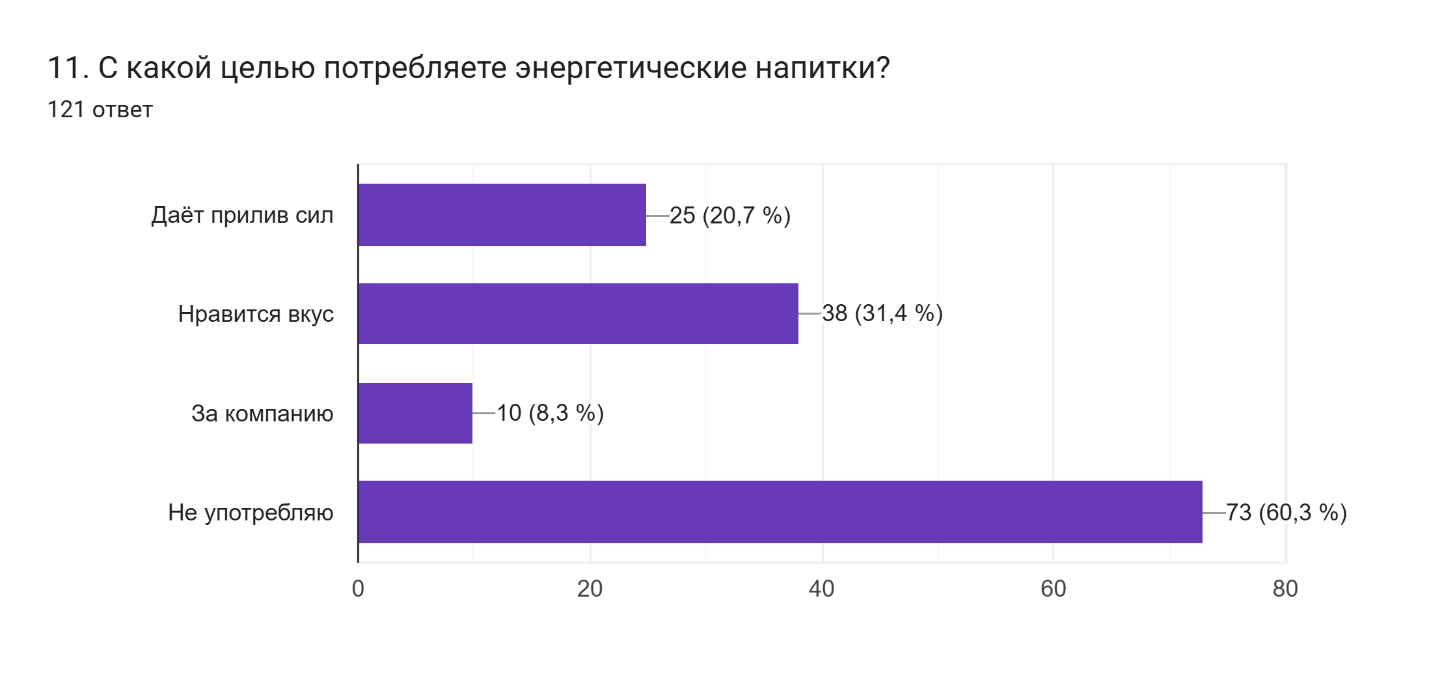 11. С какой целью потребляете энергетические напитки?
121 ответ
Даёт прилив сил
25 (20,7 %)
Нравится вкус
38 (31,4 %)
За компанию
10 (8,3 %)
Не употребляю
73 (60,3 %)
0 20 40 60 80